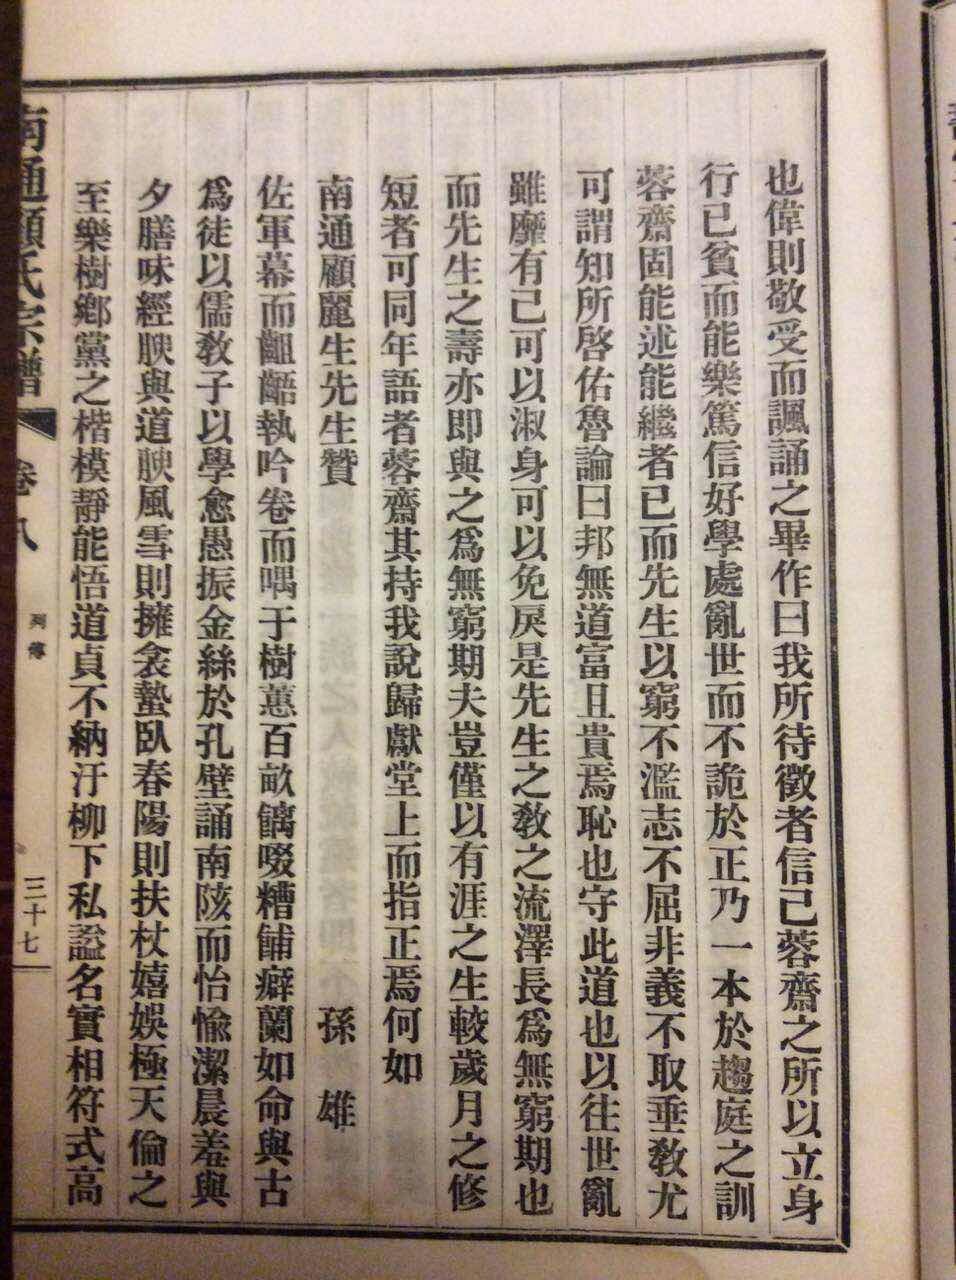 也偉則敬受而諷誦之畢作曰我所待徵者信已蓉齋之所以立身
行已貧而能樂篤信好學處亂世而不詭於正乃一本於趨庭之訓
蓉齋固能述能繼者已而先生以窮不濫志不屈非義不取垂教尤
可謂知所啓佑魯論曰邦無道富且貴焉恥也守此道也以往世亂
雖靡有已可以淑身可以免戾是先生之教之流澤長爲無窮期也
而先生之壽亦即與之爲無窮期夫豈僅以有涯之生較歲月之修
短者可同年語者蓉齋其持我說歸獻堂上而指正焉何如
南通顧麗生先生贊 孫 雄
佐軍幕而齟齬執吟卷而喁于樹蕙百畝餔啜糟餔癖蘭如命與古
爲徒以儒教子以學愈愚振金絲於孔壁誦南陔而怡愉潔晨羞與
夕膳味經腴與道腴風雪則擁衾蟄臥春陽則扶杖嬉娛極天倫之
至樂樹鄉黨之楷模靜能悟道貞不納汙柳下私謚名實相符式高
南通顧氏宗譜 卷八 列傳 三十七